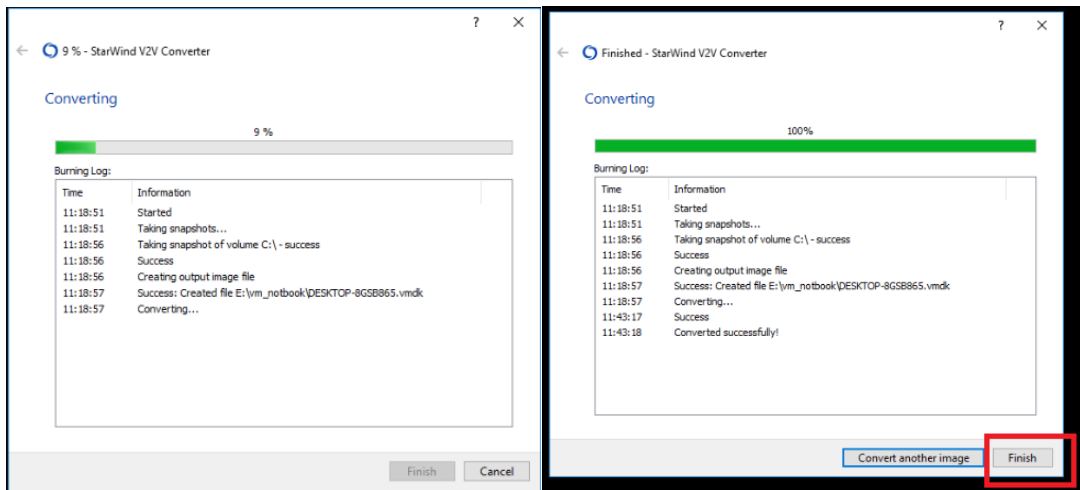 9 % - StarWind V2V Converter
Converting
9 %
Burning Log:
Time Information
11:18:51 Started
11:18:51 Taking snapshots...
11:18:56 Taking snapshot of volume C:\ - success
11:18:56 Success
11:18:56 Creating output image file
11:18:57 Success: Created file E:\vm_notbook\DESKTOP-8GSB865.vmdk
11:18:57 Converting...
Finish Cancel
Finished - StarWind V2V Converter
Converting
100%
Burning Log:
Time Information
11:18:51 Started
11:18:51 Taking snapshots...
11:18:56 Taking snapshot of volume C:\ - success
11:18:56 Success
11:18:56 Creating output image file
11:18:57 Success: Created file E:\vm_notbook\DESKTOP-8GSB865.vmdk
11:18:57 Converting...
11:43:17 Success
11:43:18 Converted successfully!
Convert another image Finish